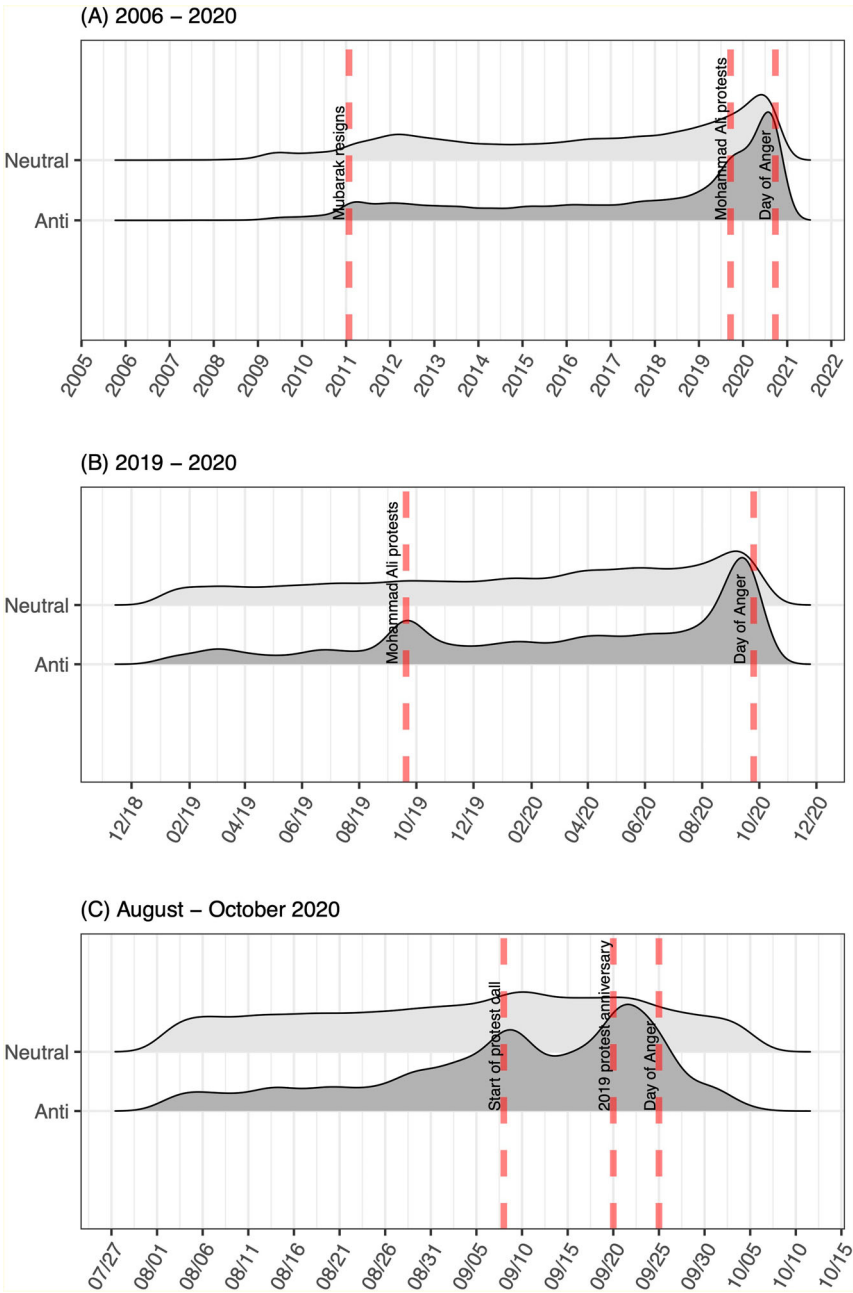 (A) 2006 – 2020
Neutral
Anti
Mubarak resigns
Mohammad Ali protests
Day of Anger
2005 2006 2007 2008 2009 2010 2011 2012 2013 2014 2015 2016 2017 2018 2019 2020 2021 2022
(B) 2019 – 2020
Neutral
Anti
Mohammad Ali protests
Day of Anger
12/18 02/19 04/19 06/19 08/19 10/19 12/19 02/20 04/20 06/20 08/20 10/20 12/20
(C) August – October 2020
Neutral
Anti
Start of protest call
2019 protest anniversary
Day of Anger
07/27 08/01 08/06 08/11 08/16 08/21 08/26 08/31 09/05 09/10 09/15 09/20 09/25 09/30 10/05 10/10 10/15